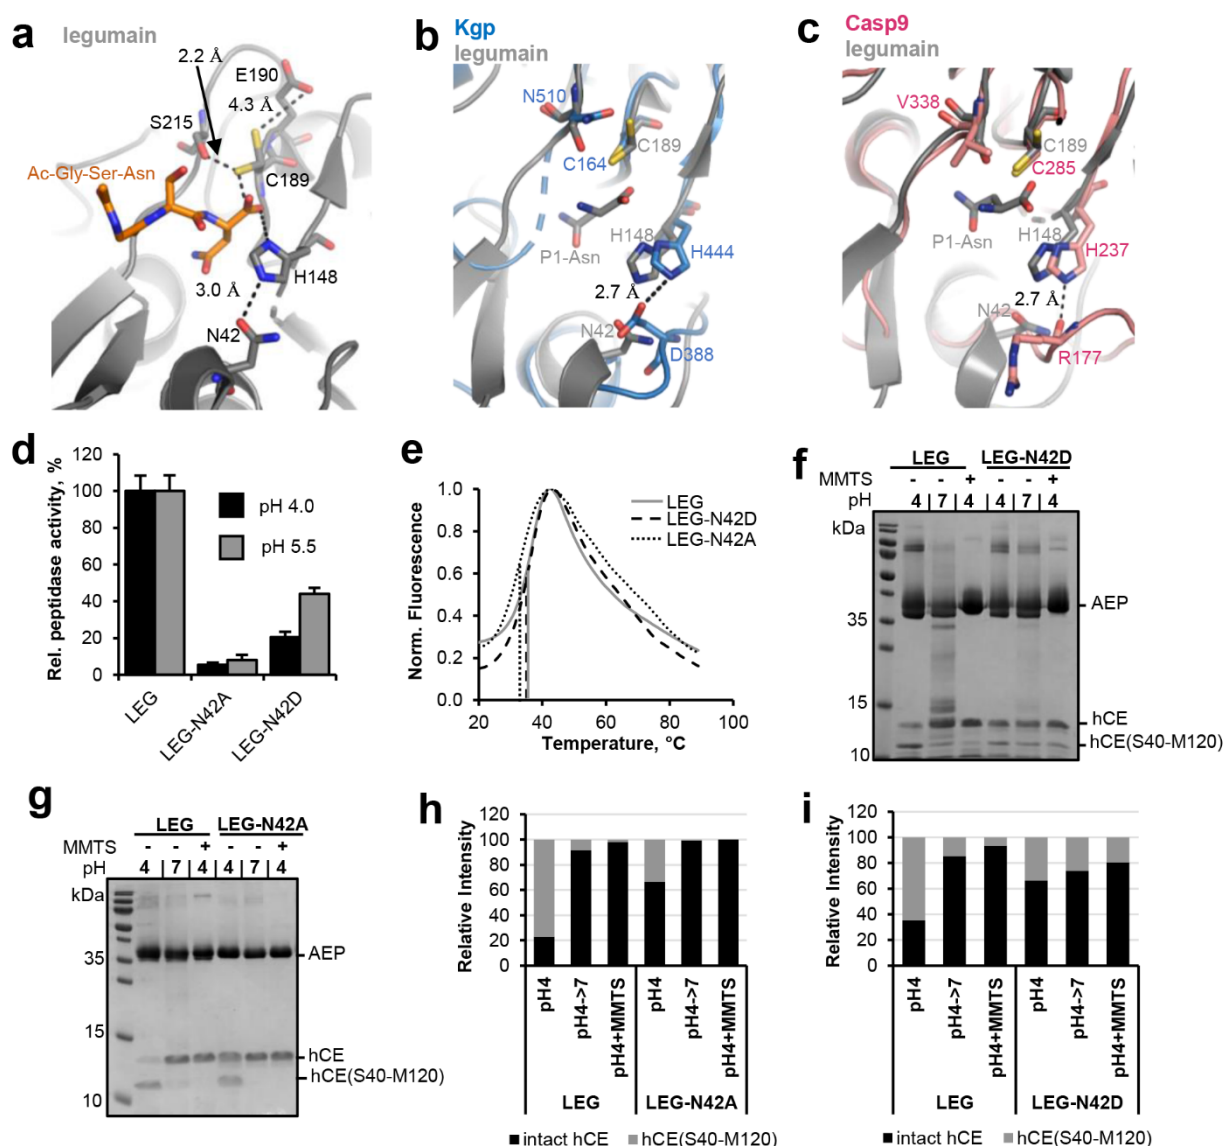 a
legumain
2.2 Å
E190
4.3 Å
S215
Ac-Gly-Ser-Asn
C189
H148
3.0 Å
N42
b
Kgp
legumain
N510
C189
C164
H148
P1-Asn
H444
2.7 Å
N42
D388
c
Casp9
legumain
V338
C189
C285
P1-Asn
H148
H237
2.7 Å
N42
R177
d
Rel. peptidase activity, %
120
100
80
60
40
20
0
pH 4.0
pH 5.5
LEG
LEG-N42A
LEG-N42D
e
Norm. Fluorescence
1.0
0.8
0.6
0.4
0.2
0.0
20 40 60 80 100
Temperature, °C
LEG
LEG-N42D
LEG-N42A
f
LEG LEG-N42D
MMTS - - + - - +
pH 4 7 4 4 7 4
kDa
35
15
10
AEP
hCE
hCE(S40-M120)
g
LEG LEG-N42A
MMTS - - + - - +
pH 4 7 4 4 7 4
kDa
35
15
10
AEP
hCE
hCE(S40-M120)
h
Relative Intensity
120
100
80
60
40
20
0
pH4
pH4->7
pH4+MMTS
pH4
pH4->7
pH4+MMTS
LEG LEG-N42A
intact hCE hCE(S40-M120)
i
Relative Intensity
120
100
80
60
40
20
0
pH4
pH4->7
pH4+MMTS
pH4
pH4->7
pH4+MMTS
LEG LEG-N42D
intact hCE hCE(S40-M120)